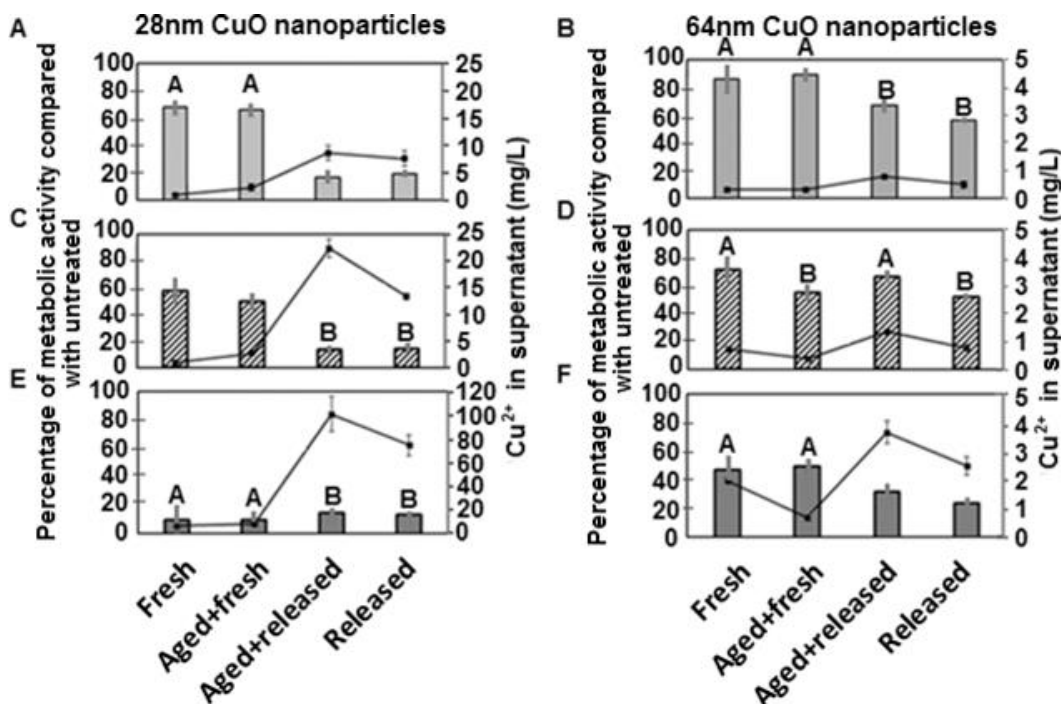 A
28nm CuO nanoparticles
B
64nm CuO nanoparticles
Percentage of metabolic activity compared
with untreated
100
80
60
40
20
0
A
A
25
20
15
10
5
0
C
100
80
60
40
20
0
B
B
25
20
15
10
5
0
E
100
80
60
40
20
0
A
A
B
B
120
100
80
60
40
20
0
Cu²⁺ in supernatant (mg/L)
Fresh
Aged+fresh
Aged+released
Released
Percentage of metabolic activity compared
with untreated
100
80
60
40
20
0
A
A
B
B
5
4
3
2
1
0
D
100
80
60
40
20
0
A
B
A
B
5
4
3
2
1
0
F
100
80
60
40
20
0
A
A
5
4
3
2
1
0
Cu²⁺ in supernatant (mg/L)
Fresh
Aged+fresh
Aged+released
Released